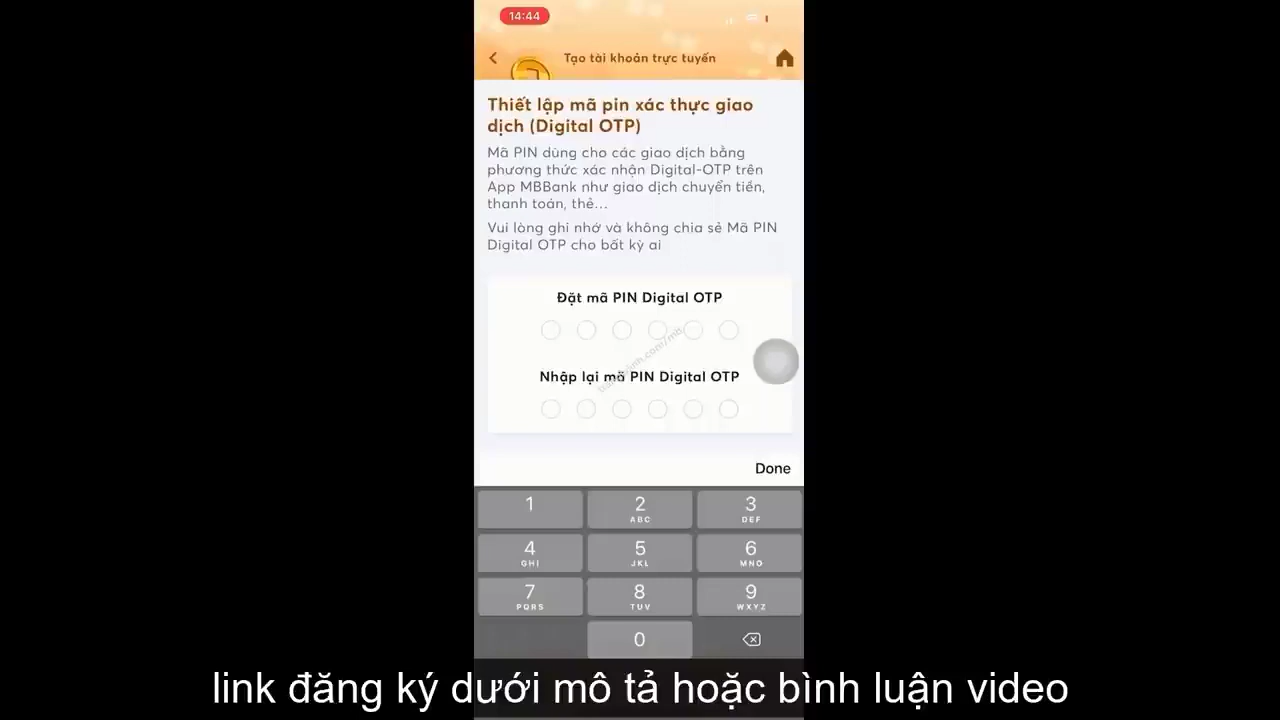 14:44
Tạo tài khoản trực tuyến
Thiết lập mã pin xác thực giao
dịch (Digital OTP)
Mã PIN dùng cho các giao dịch bằng
phương thức xác nhận Digital-OTP trên
App MBBank như giao dịch chuyển tiền,
thanh toán, thẻ...
Vui lòng ghi nhớ và không chia sẻ Mã PIN
Digital OTP cho bất kỳ ai
Đặt mã PIN Digital OTP
Nhập lại mã PIN Digital OTP
Done
1 2 3
ABC DEF
4 5 6
GHI JKL MNO
7 8 9
PQRS TUV WXYZ
0
link đăng ký dưới mô tả hoặc bình luận video